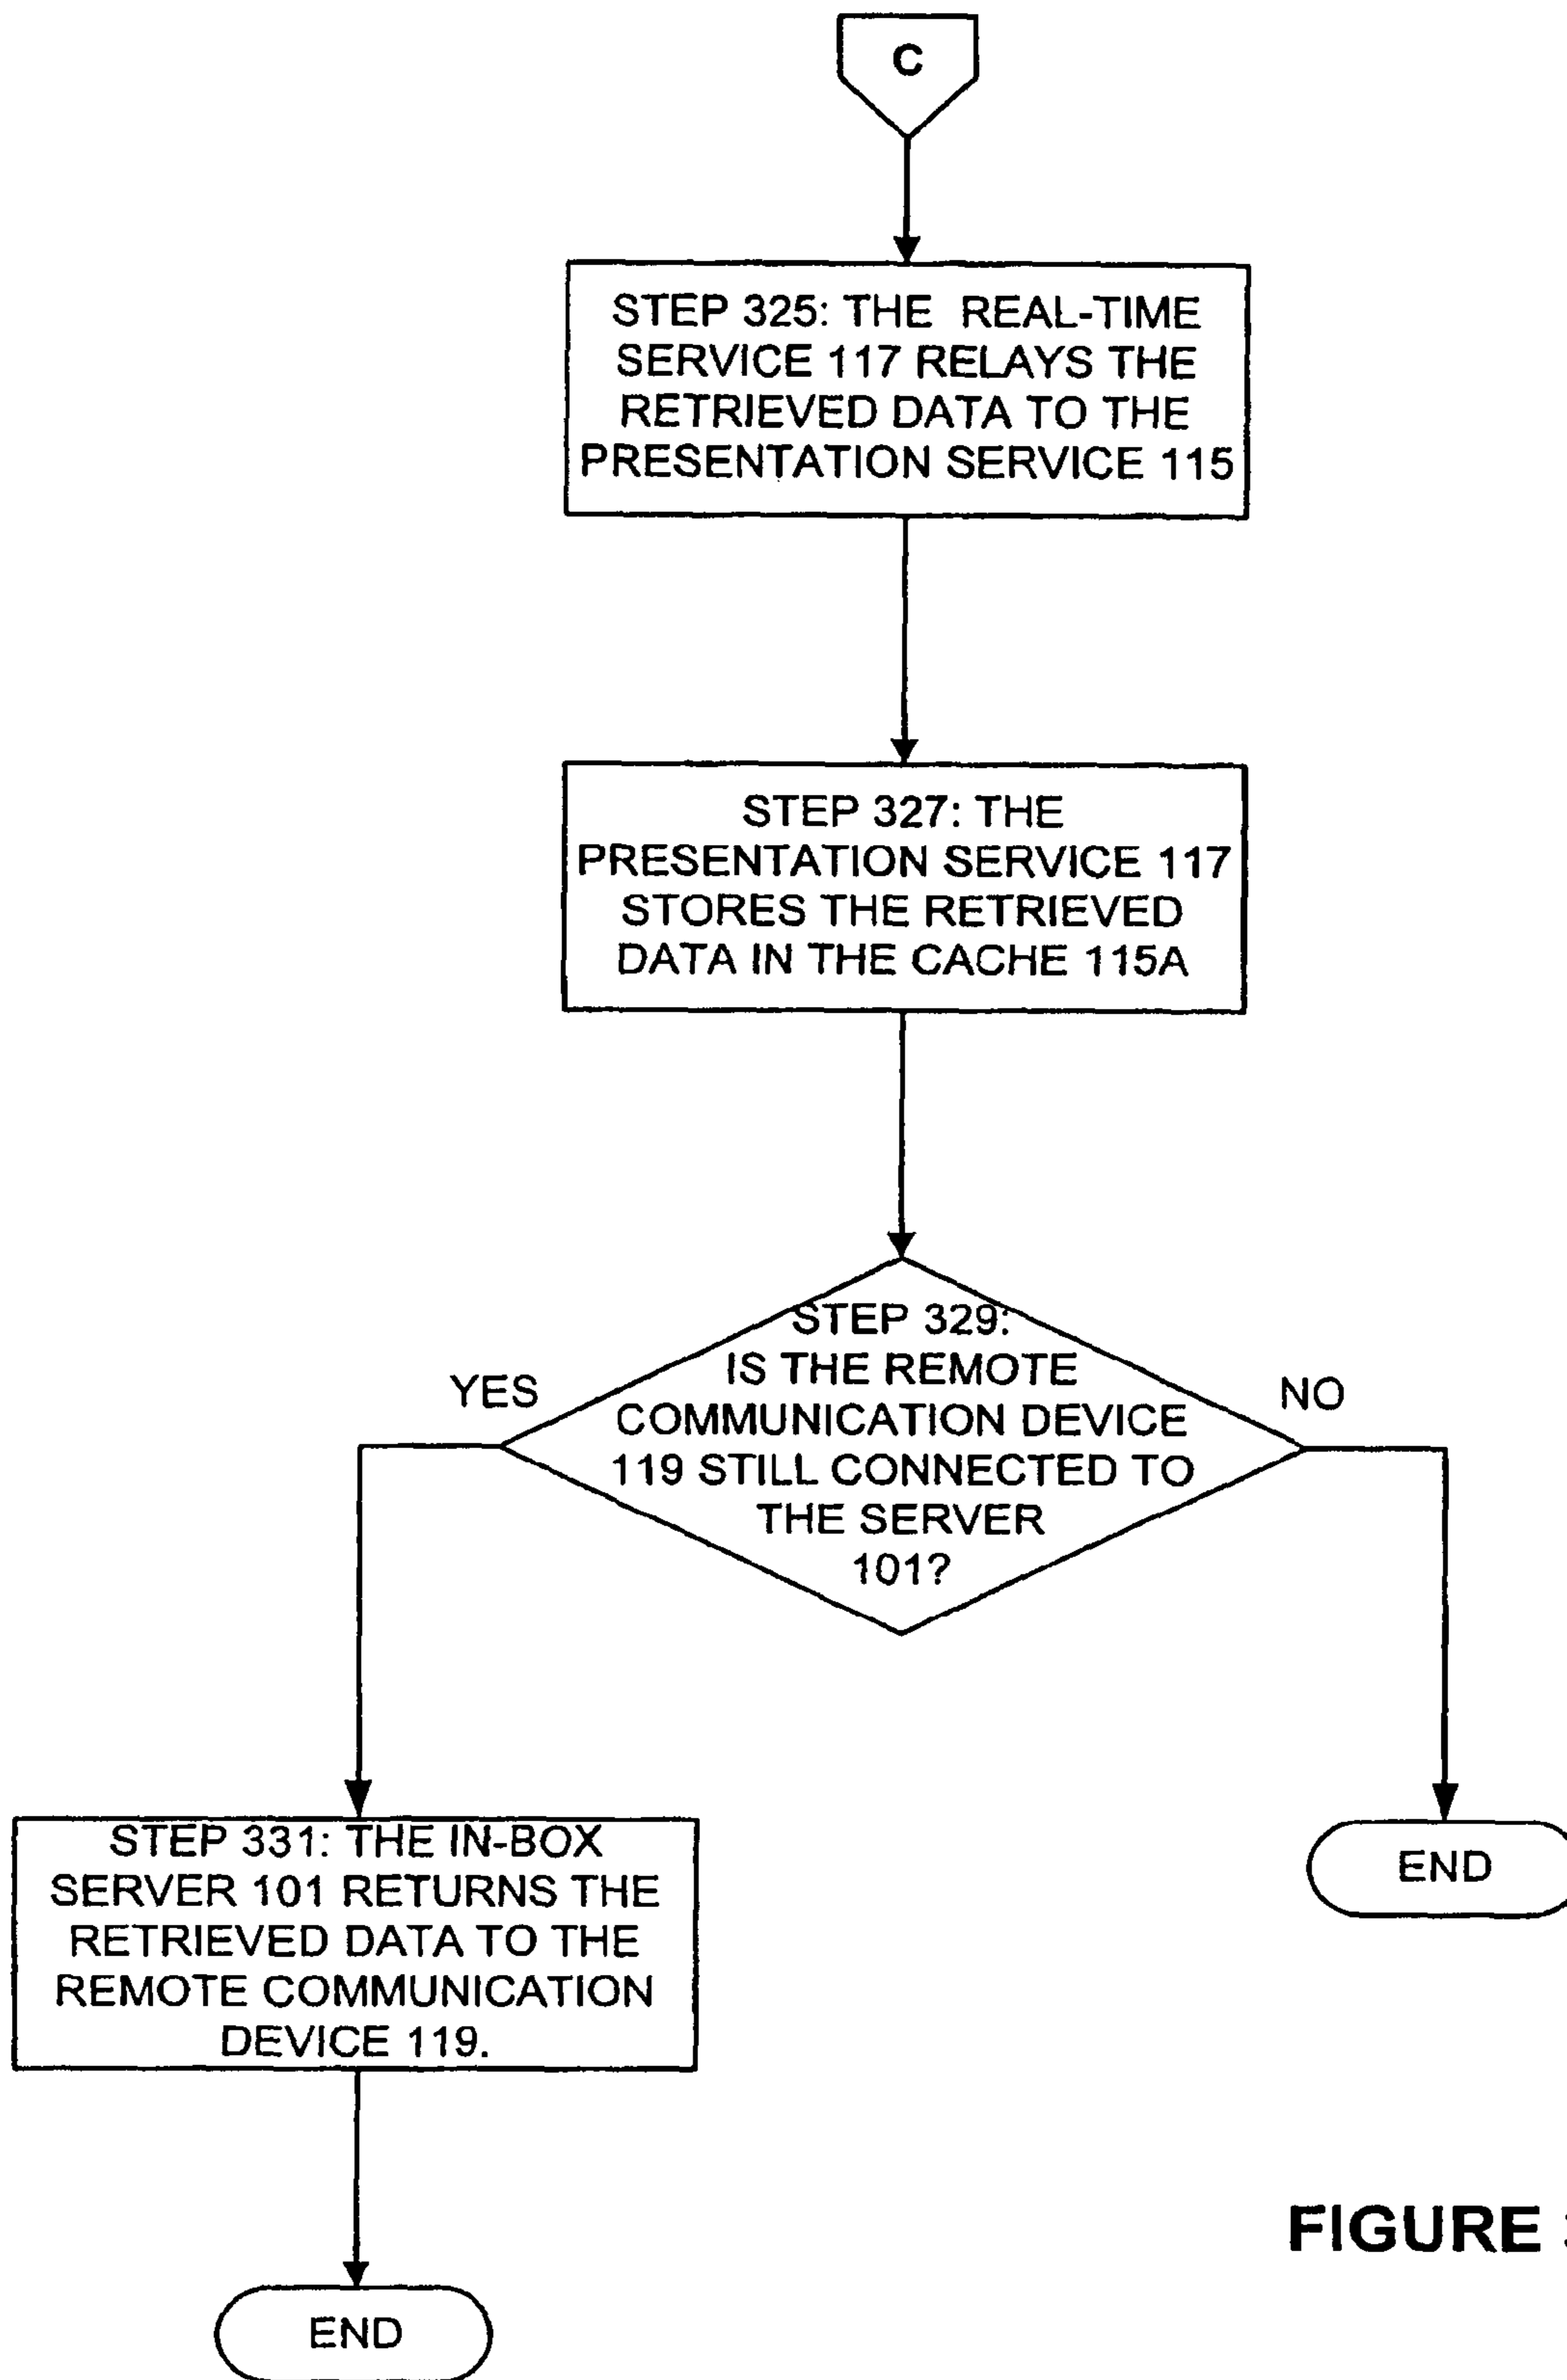 C
STEP 325: THE REAL-TIME
SERVICE 117 RELAYS THE
RETRIEVED DATA TO THE
PRESENTATION SERVICE 115
STEP 327: THE
PRESENTATION SERVICE 117
STORES THE RETRIEVED
DATA IN THE CACHE 115A
STEP 329:
IS THE REMOTE
COMMUNICATION DEVICE
119 STILL CONNECTED TO
THE SERVER
101?
YES
NO
STEP 331: THE IN-BOX
SERVER 101 RETURNS THE
RETRIEVED DATA TO THE
REMOTE COMMUNICATION
DEVICE 119.
END
FIGURE
END